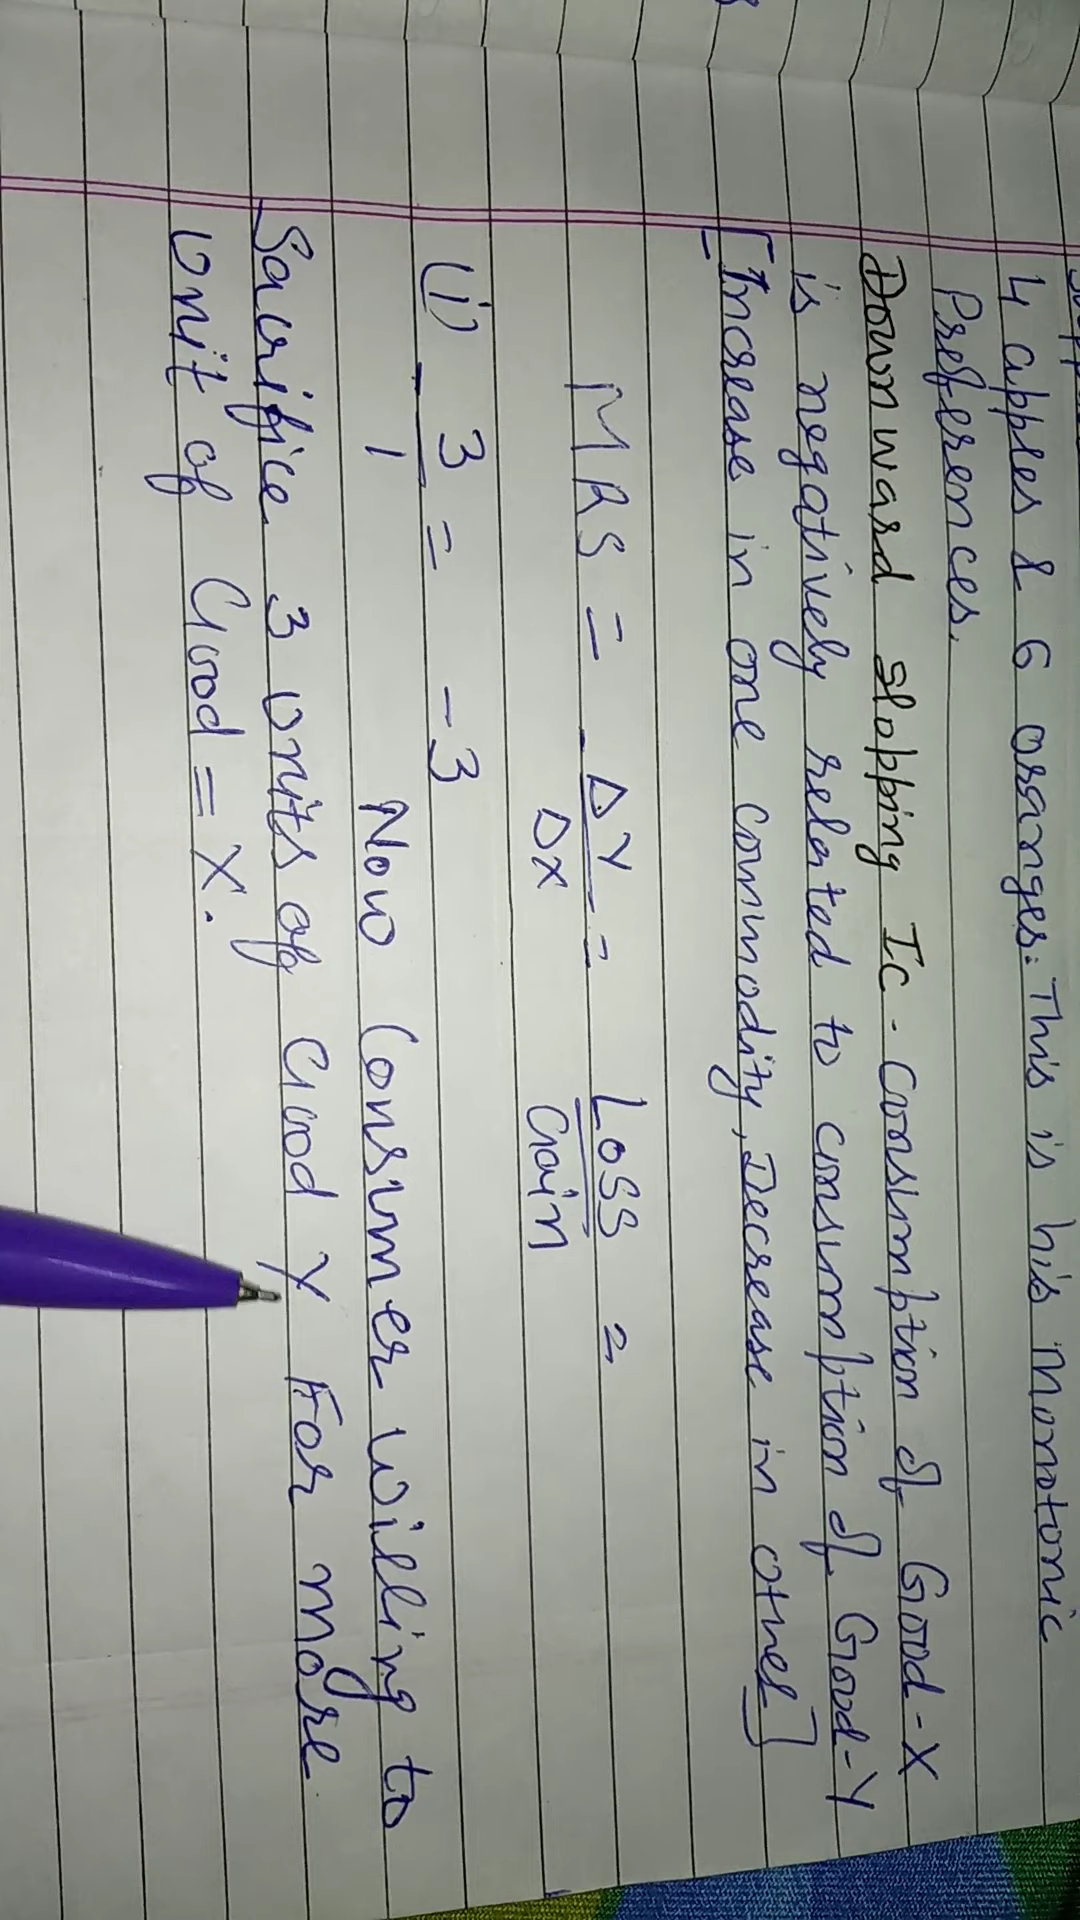 4 apples & 6 oranges. This is his monotonic
Preferences.
Downward slopping Ic - Consumption of Good-X
is negatively related to consumption of Good-Y
[Increase in one commodity, Decrease in other]
MRS = - ΔY/Δx = Loss/Gain =
(i) - 3/1 = -3
Now Consumer willing to
Sacrifice 3 units of Good Y For more
Unit of Good = X.